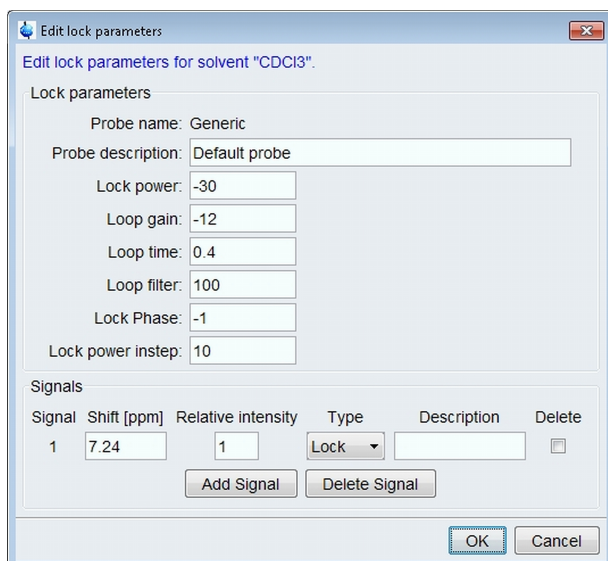 Edit lock parameters
Edit lock parameters for solvent "CDCl3".
Lock parameters
Probe name: Generic
Probe description: Default probe
Lock power: -30
Loop gain: -12
Loop time: 0.4
Loop filter: 100
Lock Phase: -1
Lock power instep: 10
Signals
Signal Shift [ppm] Relative intensity Type Description Delete
1 7.24 1 Lock
Add Signal Delete Signal
OK Cancel